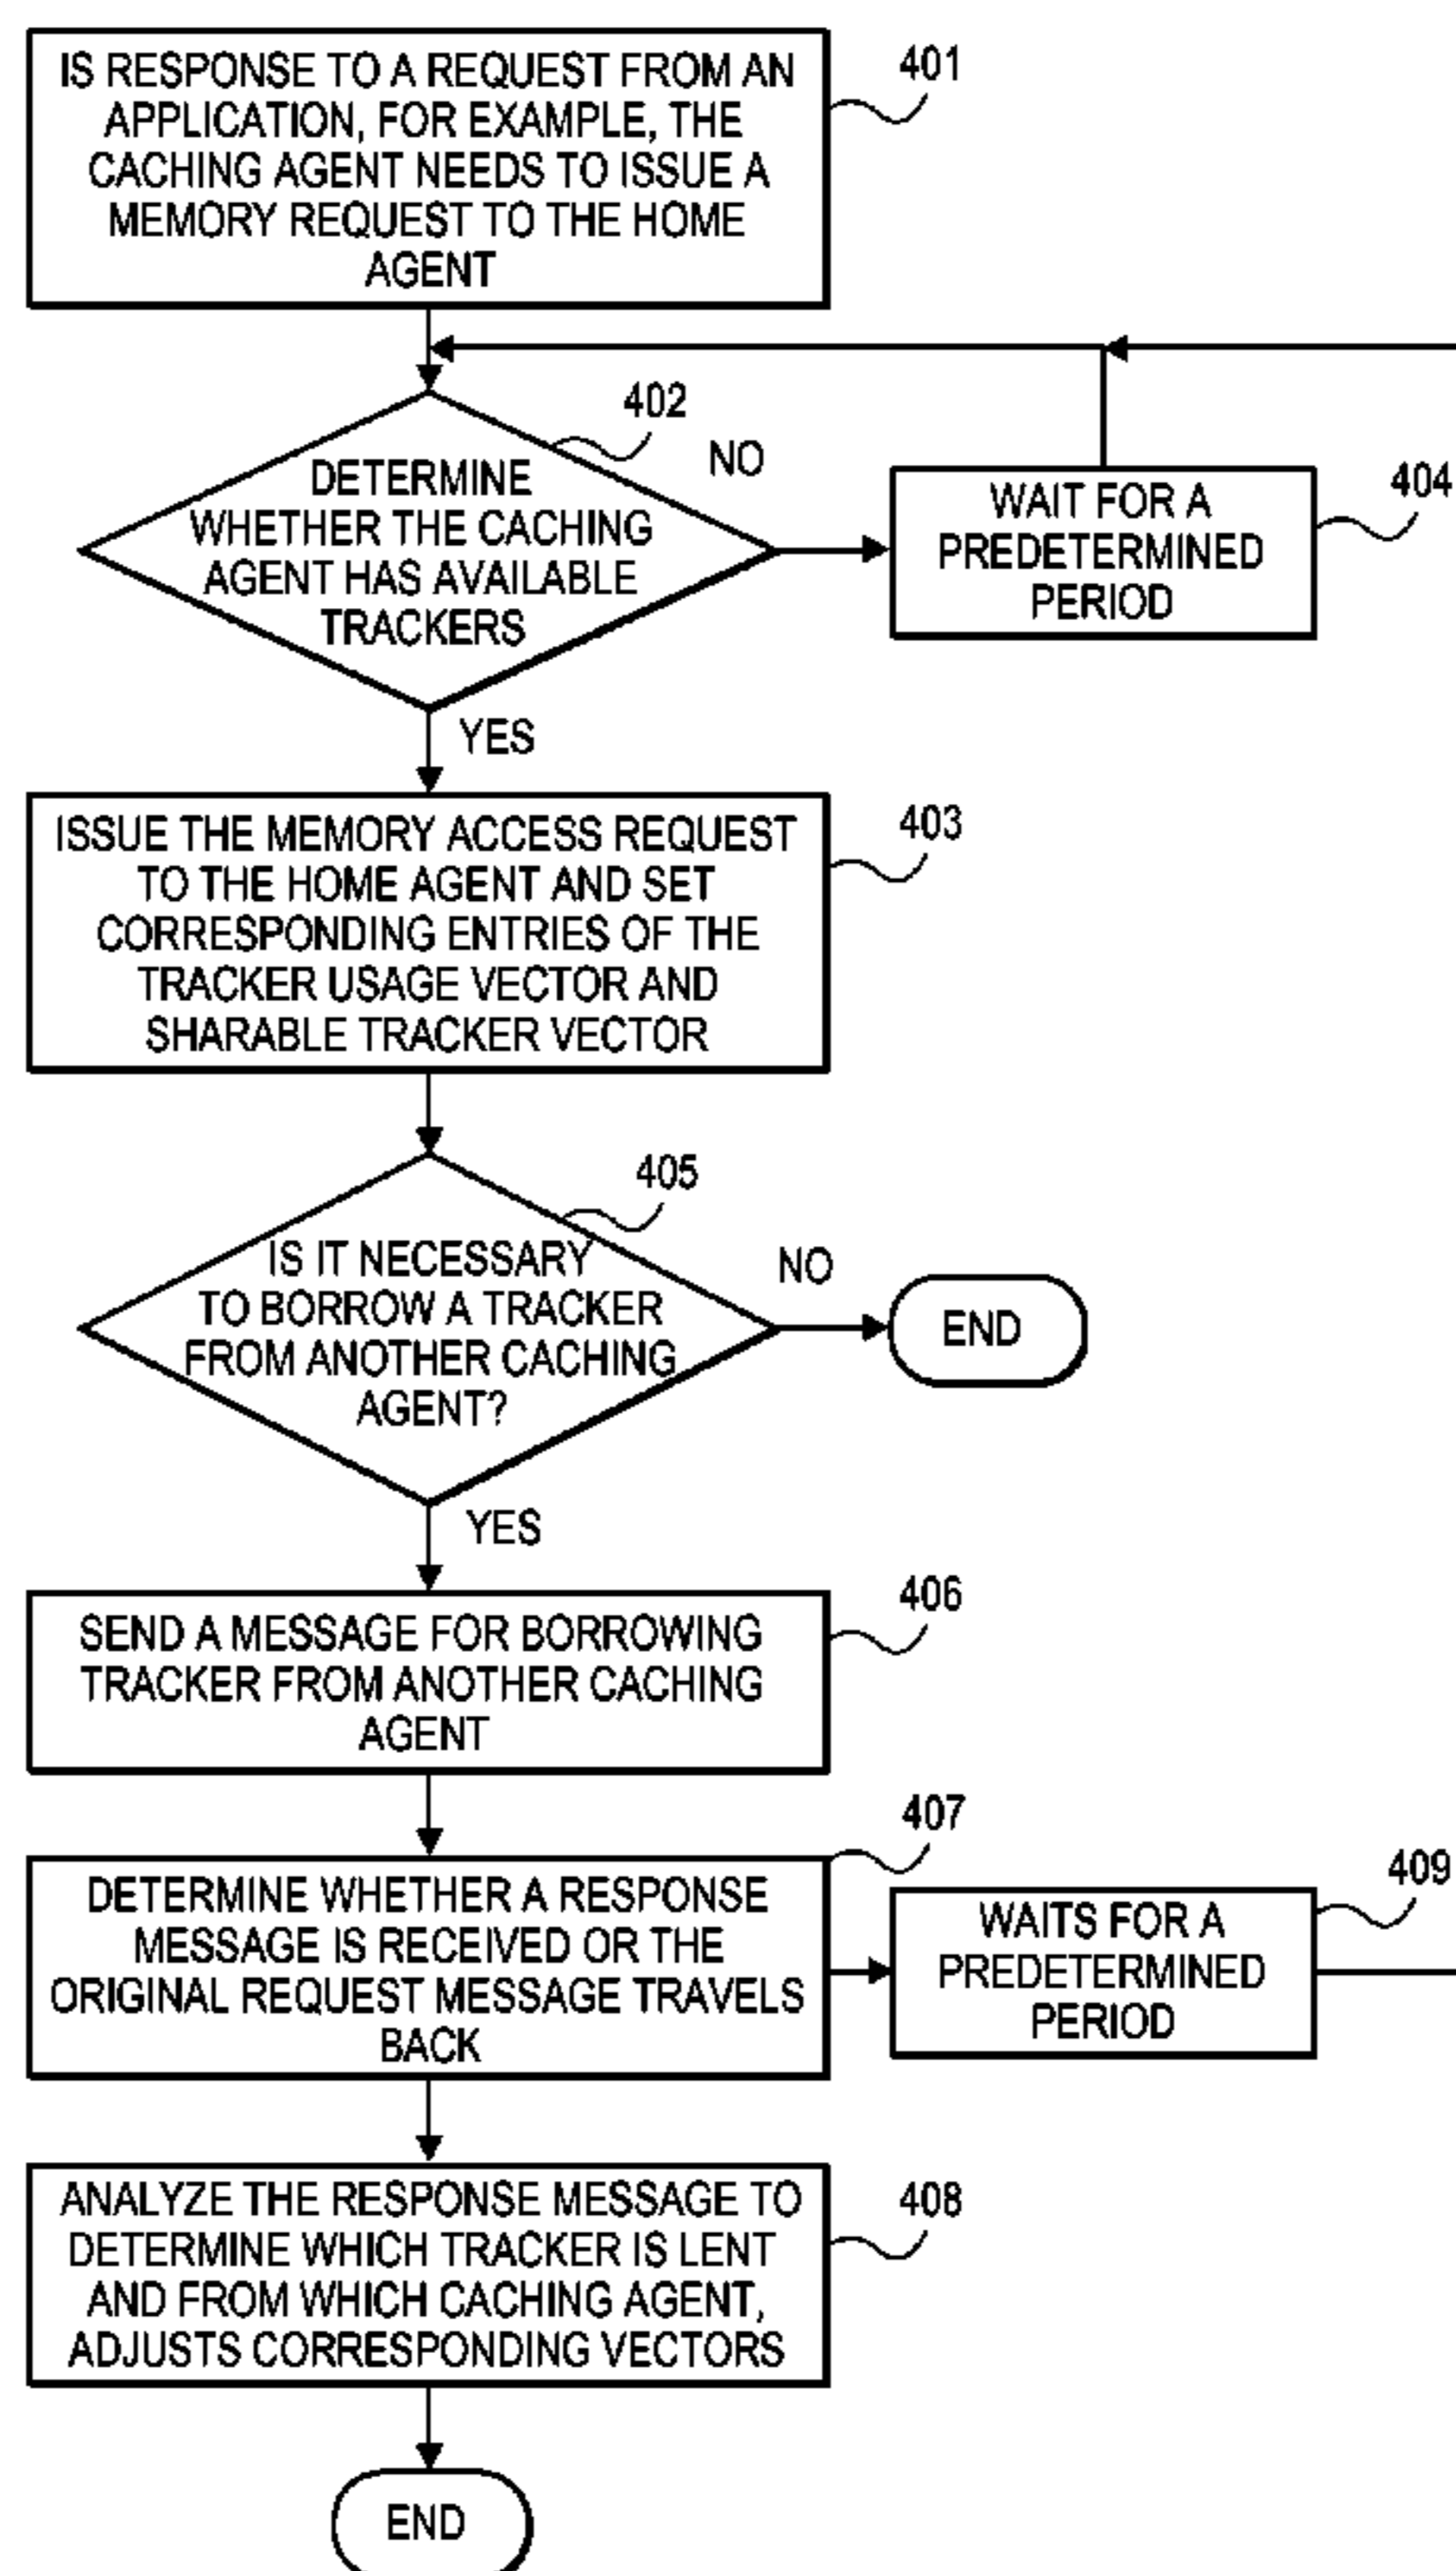 IS RESPONSE TO A REQUEST FROM AN
APPLICATION, FOR EXAMPLE, THE
CACHING AGENT NEEDS TO ISSUE A
MEMORY REQUEST TO THE HOME
AGENT
401
402
NO
DETERMINE
WHETHER THE CACHING
AGENT HAS AVAILABLE
TRACKERS
WAIT FOR A
PREDETERMINED
PERIOD
404
YES
ISSUE THE MEMORY ACCESS REQUEST
TO THE HOME AGENT AND SET
CORRESPONDING ENTRIES OF THE
TRACKER USAGE VECTOR AND
SHARABLE TRACKER VECTOR
403
405
IS IT NECESSARY
TO BORROW A TRACKER
FROM ANOTHER CACHING
AGENT?
NO
END
YES
SEND A MESSAGE FOR BORROWING
TRACKER FROM ANOTHER CACHING
AGENT
406
407
DETERMINE WHETHER A RESPONSE
MESSAGE IS RECEIVED OR THE
ORIGINAL REQUEST MESSAGE TRAVELS
BACK
WAITS FOR A
PREDETERMINED
PERIOD
409
ANALYZE THE RESPONSE MESSAGE TO
DETERMINE WHICH TRACKER IS LENT
AND FROM WHICH CACHING AGENT,
ADJUSTS CORRESPONDING VECTORS
408
END